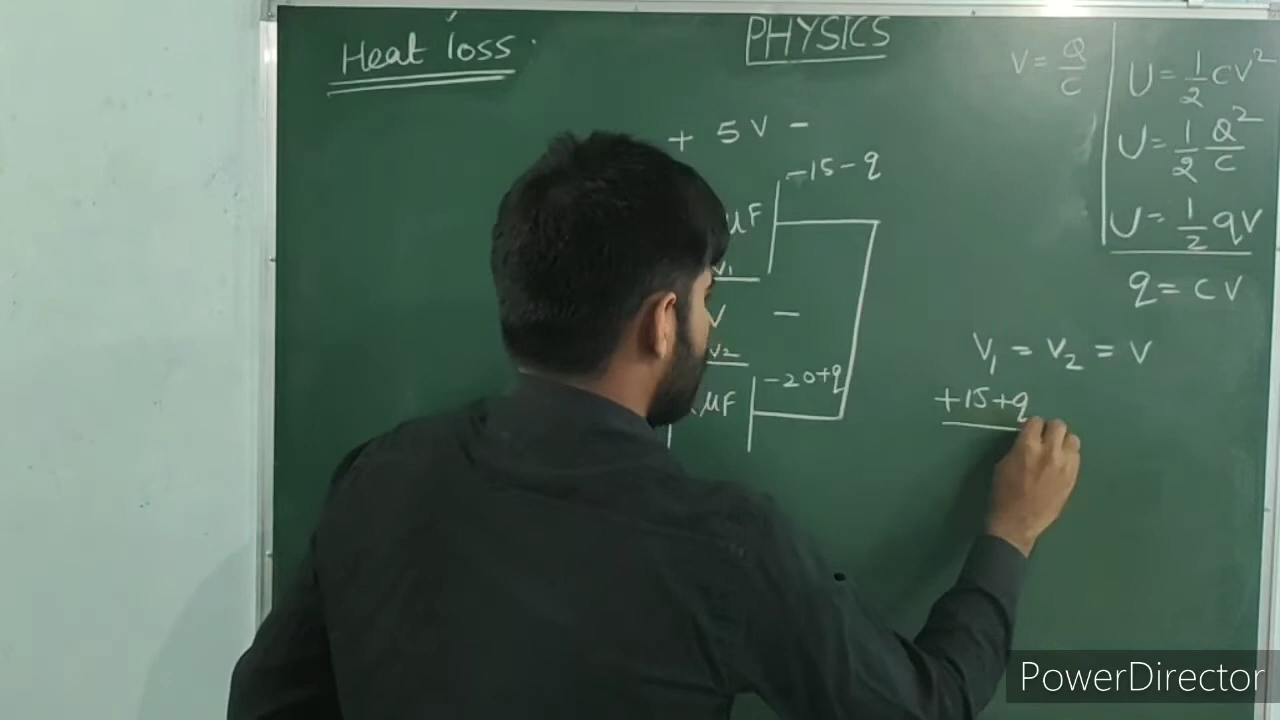 Heat loss.
PHYSICS
V = Q/C
U = 1/2 CV²
U = 1/2 Q²/C
U = 1/2 qV
q = CV
+ 5V -
-15-q
μF
V1
V -
V2
-20+q
μF
V₁ = V₂ = V
+15+q
PowerDirector